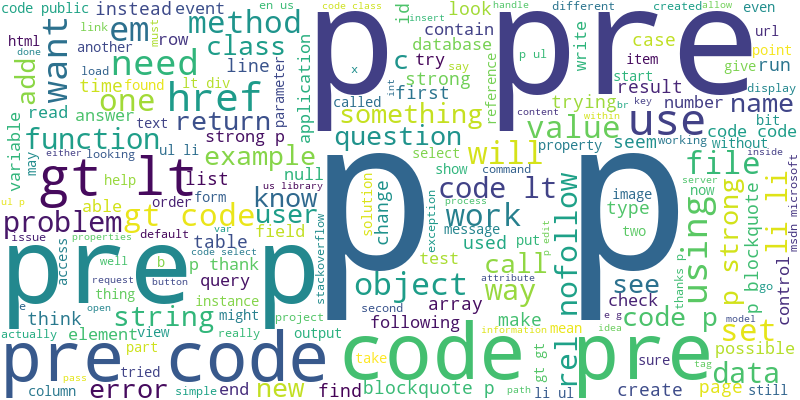 code public
instead
event
method
p pre
id
look
en us
code class
insert
handle
different
created
allow
even
link
em
contain
write
tag
url
html
another
row
class
c
database
case
point
done
must
want
need
line
try
say
item
give
run
load
lt div
application
strong
x
p ul
start
add
time
found
href
parameter
called
int
reference
result
display
one
first
trying
br
key
number
name
read
answer
text
return
something
content
within
use
bit
variable
function
strong p
question
value
property
seem
working
code code
without
may
either
looking
ul li
example
null
select
will
image
file
inside
gt lt
help
us library
list
show
command
type
server
now
ul p
able
order
form
know
solution
change
code lt
two
p strong
li li
msdn microsoft
problem
gt code
user
process
work
nofollow
using
p blockquote
issue
properties
default
var
table
field
exception
message
used
put
p edit
access
well
b
code select
p thank
stackoverflow
test
call
see
control
pre p
p
p
request
button
query
object
attribute
way
check
thanks p
go
thing
instance
array
second
e g
model
open
string
might
project
following
make
rel
idea
code p
set
think
actually
element
view
really
output
information
mean
sure
tag
possible
pre code
part
tried
code pre
take
gt gt
data
column
pass
error
simple
end
new
find
blockquote p
path
li ul
create
page
still